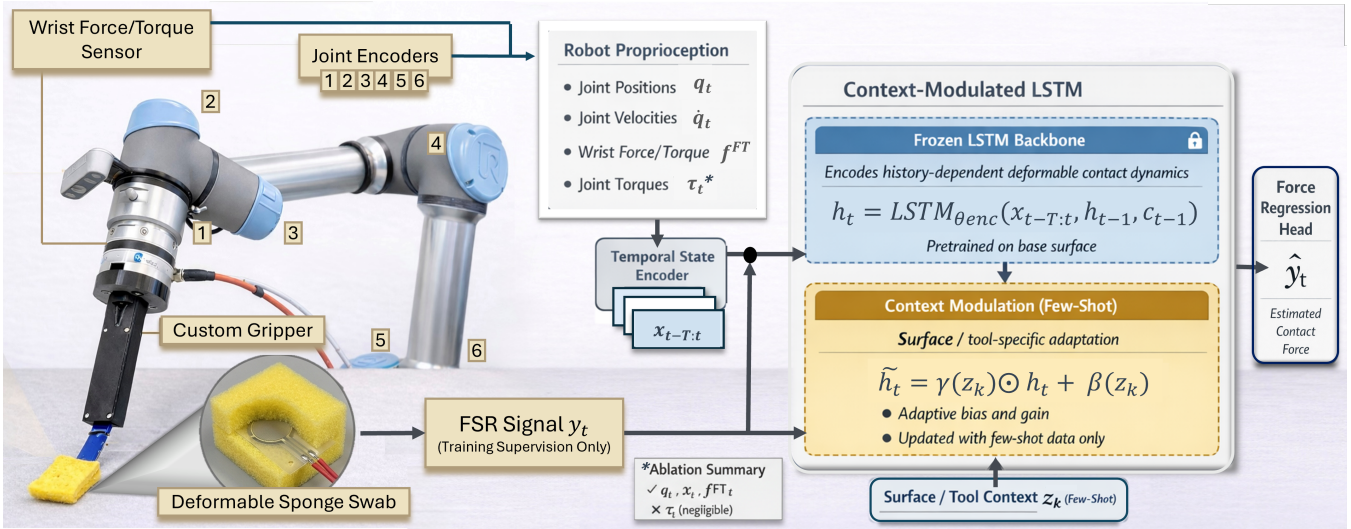 Wrist Force/Torque
Sensor
Joint Encoders
1 2 3 4 5 6
2
4
1
3
5
6
Custom Gripper
Deformable Sponge Swab
FSR Signal y_t
(Training Supervision Only)
Robot Proprioception
• Joint Positions q_t
• Joint Velocities q̇_t
• Wrist Force/Torque f^{FT}
• Joint Torques τ_t*
Temporal State
Encoder
x_{t−T:t}
*Ablation Summary
✓ q_t , x_t , fFT_t
✕ τ_t (negiigible)
Context-Modulated LSTM
Frozen LSTM Backbone
Encodes history-dependent deformable contact dynamics
h_t = LSTM_{θenc}(x_{t−T:t}, h_{t−1}, c_{t−1})
Pretrained on base surface
Context Modulation (Few-Shot)
Surface / tool-specific adaptation
h̃_t = γ(z_k)⊙ h_t + β(z_k)
• Adaptive bias and gain
• Updated with few-shot data only
Surface / Tool Context z_k (Few-Shot)
Force
Regression
Head
ŷ_t
Estimated
Contact
Force